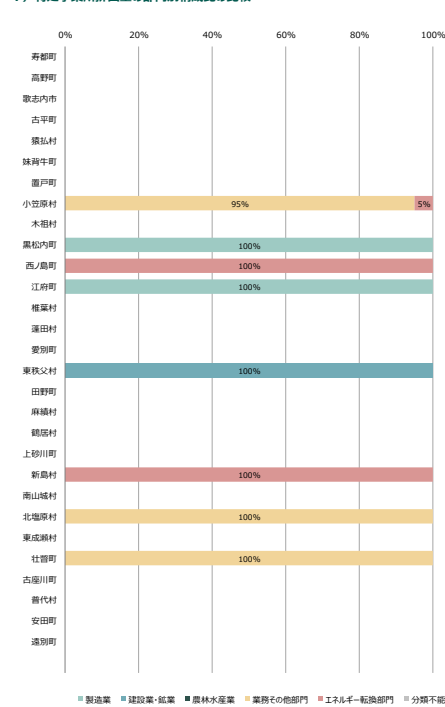 0% 20% 40% 60% 80% 100%
寿都町
高野町
歌志内市
古平町
猿払村
妹背牛町
置戸町
小笠原村 95% 5%
木祖村
黒松内町 100%
西ノ島町 100%
江府町 100%
椎葉村
蓬田村
愛別町
東秩父村 100%
田野町
麻績村
鶴居村
上砂川町
新島村 100%
南山城村
北塩原村 100%
東成瀬村
壮瞥町 100%
古座川町
普代村
安田町
遠別町
製造業 建設業・鉱業 農林水産業 業務その他部門 エネルギー転換部門 分類不能